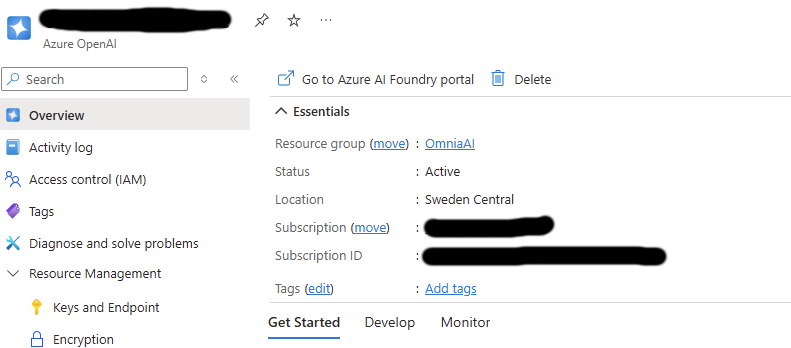 Azure OpenAI
Search
Overview
Activity log
Access control (IAM)
Tags
Diagnose and solve problems
Resource Management
Keys and Endpoint
Encryption
Go to Azure AI Foundry portal Delete
Essentials
Resource group (move) : OmniaAI
Status : Active
Location : Sweden Central
Subscription (move) :
Subscription ID :
Tags (edit) : Add tags
Get Started Develop Monitor